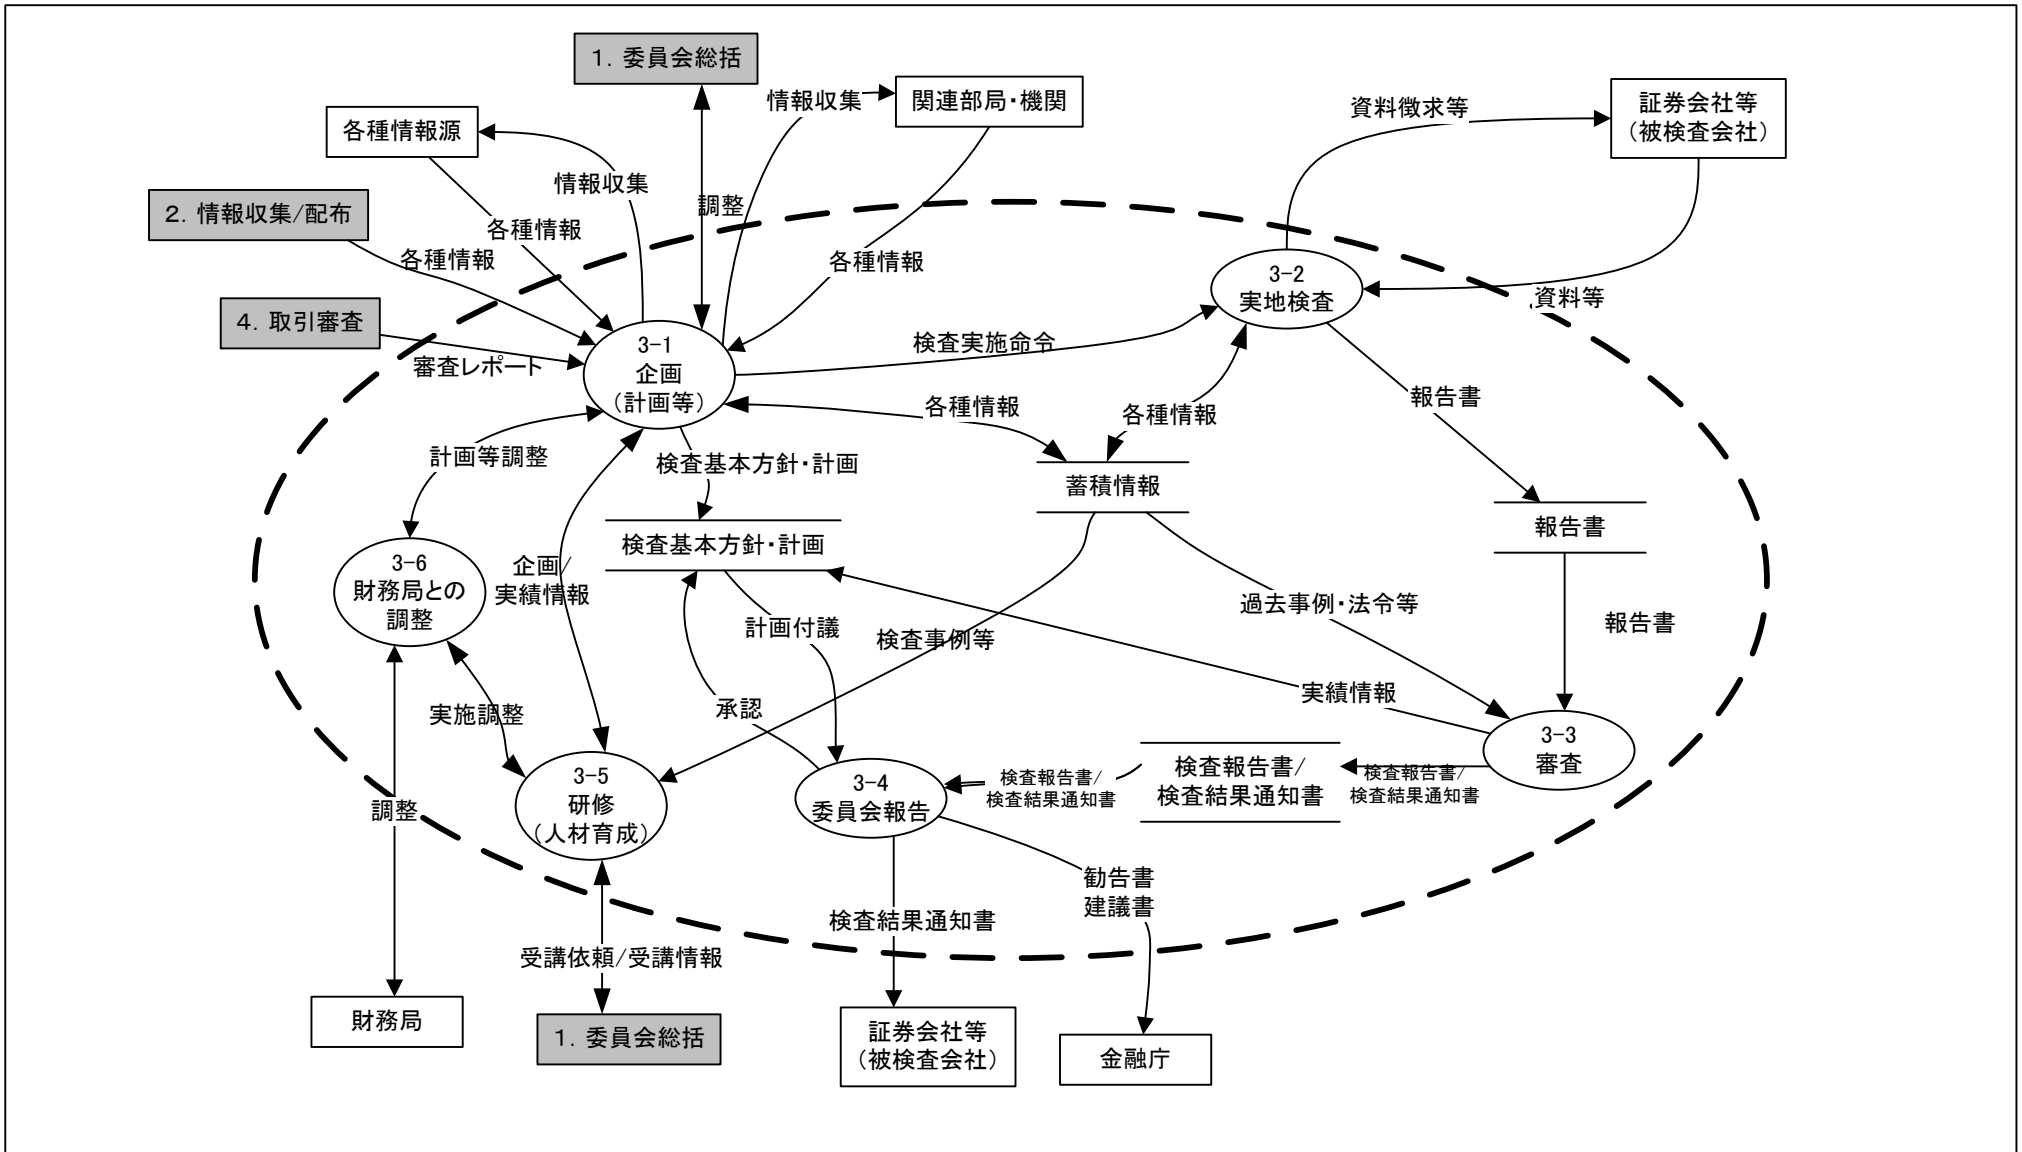 1．委員会総括
情報収集
関連部局・機関
資料徴求等
証券会社等
（被検査会社）
各種情報源
情報収集
調整
2．情報収集/配布
各種情報
各種情報
各種情報
3-2
実地検査
資料等
4．取引審査
審査レポート
3-1
企画
（計画等）
検査実施命令
各種情報
各種情報
報告書
計画等調整
検査基本方針・計画
蓄積情報
報告書
検査基本方針・計画
3-6
財務局との
調整
企画/
実績情報
計画付議
検査事例等
過去事例・法令等
報告書
実施調整
承認
実績情報
3-3
審査
3-5
研修
（人材育成）
3-4
委員会報告
検査報告書/
検査結果通知書
検査報告書/
検査結果通知書
検査報告書/
検査結果通知書
調整
勧告書
建議書
検査結果通知書
受講依頼/受講情報
財務局
1．委員会総括
証券会社等
（被検査会社）
金融庁